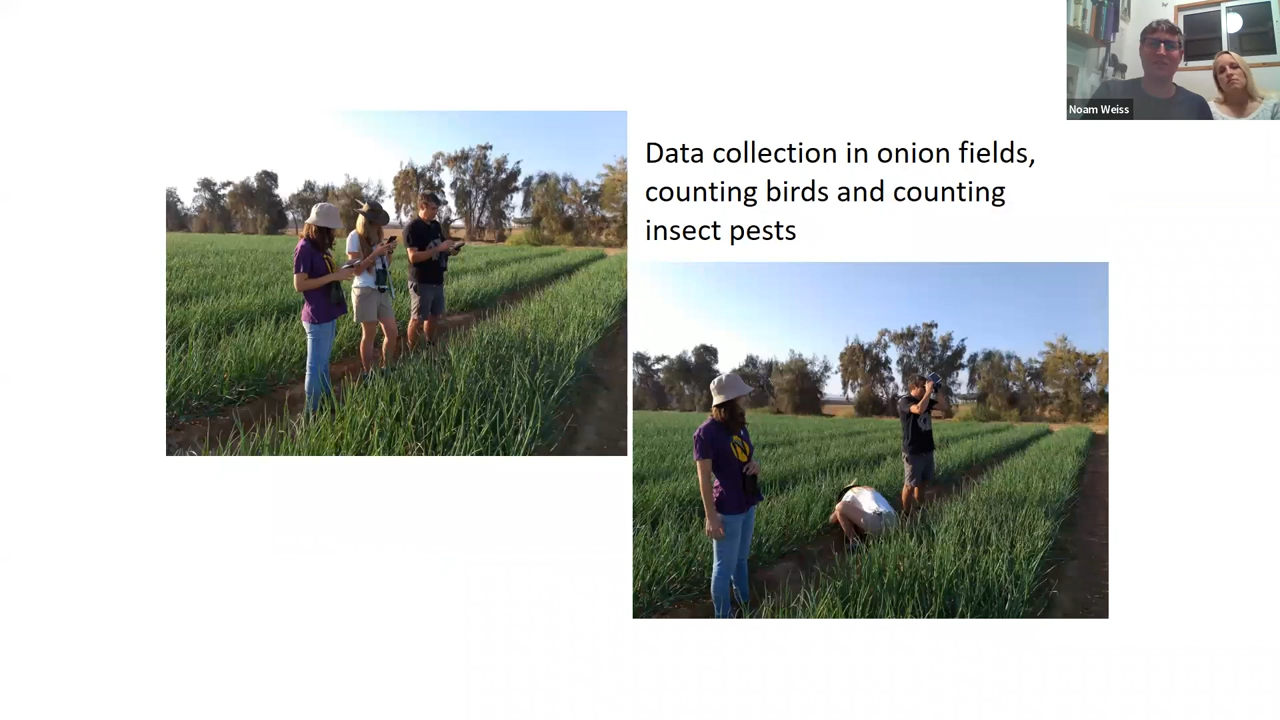 Data collection in onion fields,
counting birds and counting
insect pests
Noam Weiss